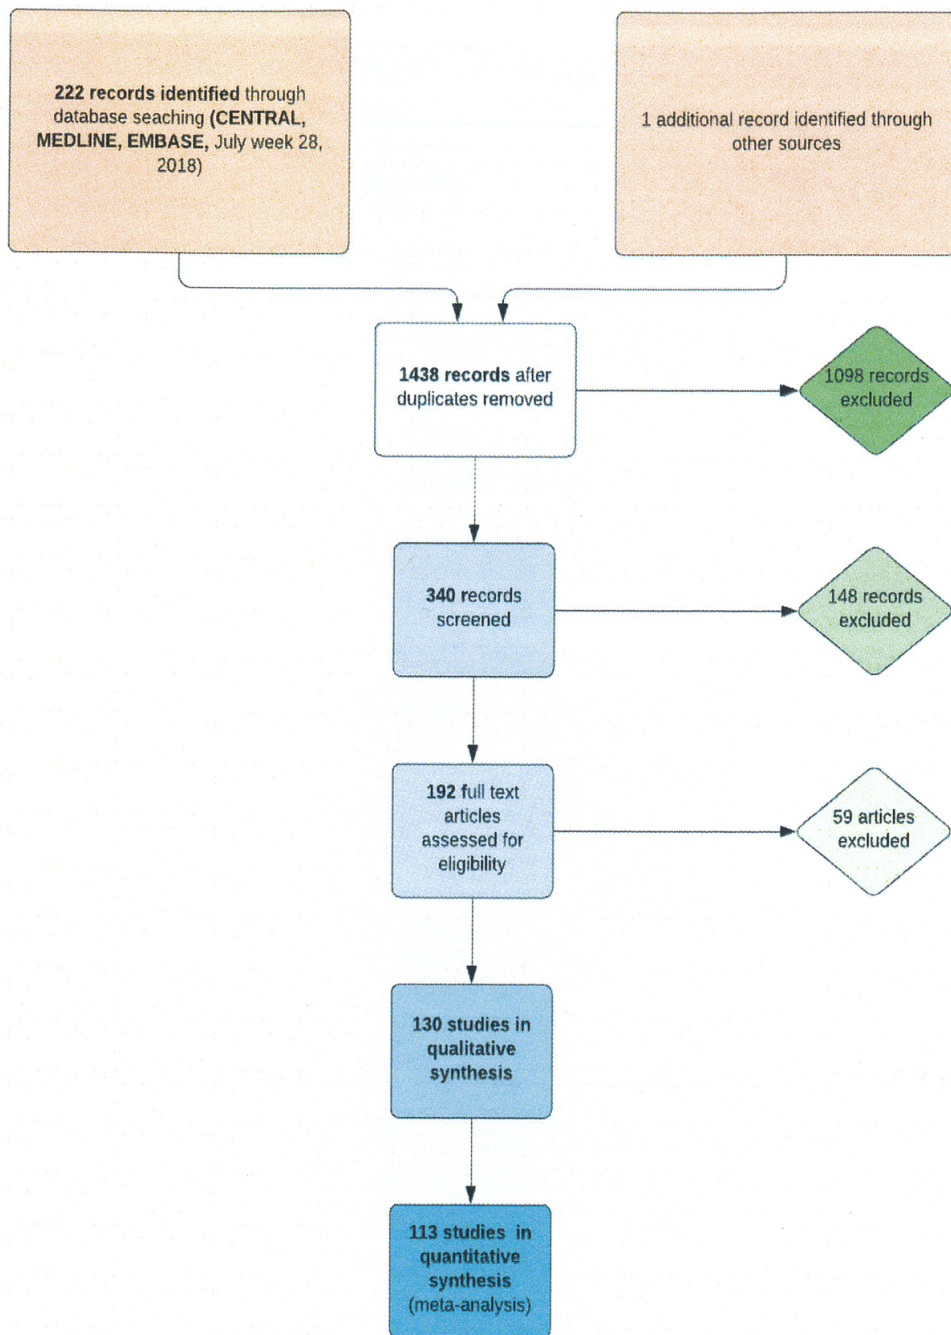 222 records identified through
database seaching (CENTRAL,
MEDLINE, EMBASE, July week 28,
2018)
1 additional record identified through
other sources
1438 records after
duplicates removed
1098 records
excluded
340 records
screened
148 records
excluded
192 full text
articles
assessed for
eligibility
59 articles
excluded
130 studies in
qualitative
synthesis
113 studies in
quantitative
synthesis
(meta-analysis)